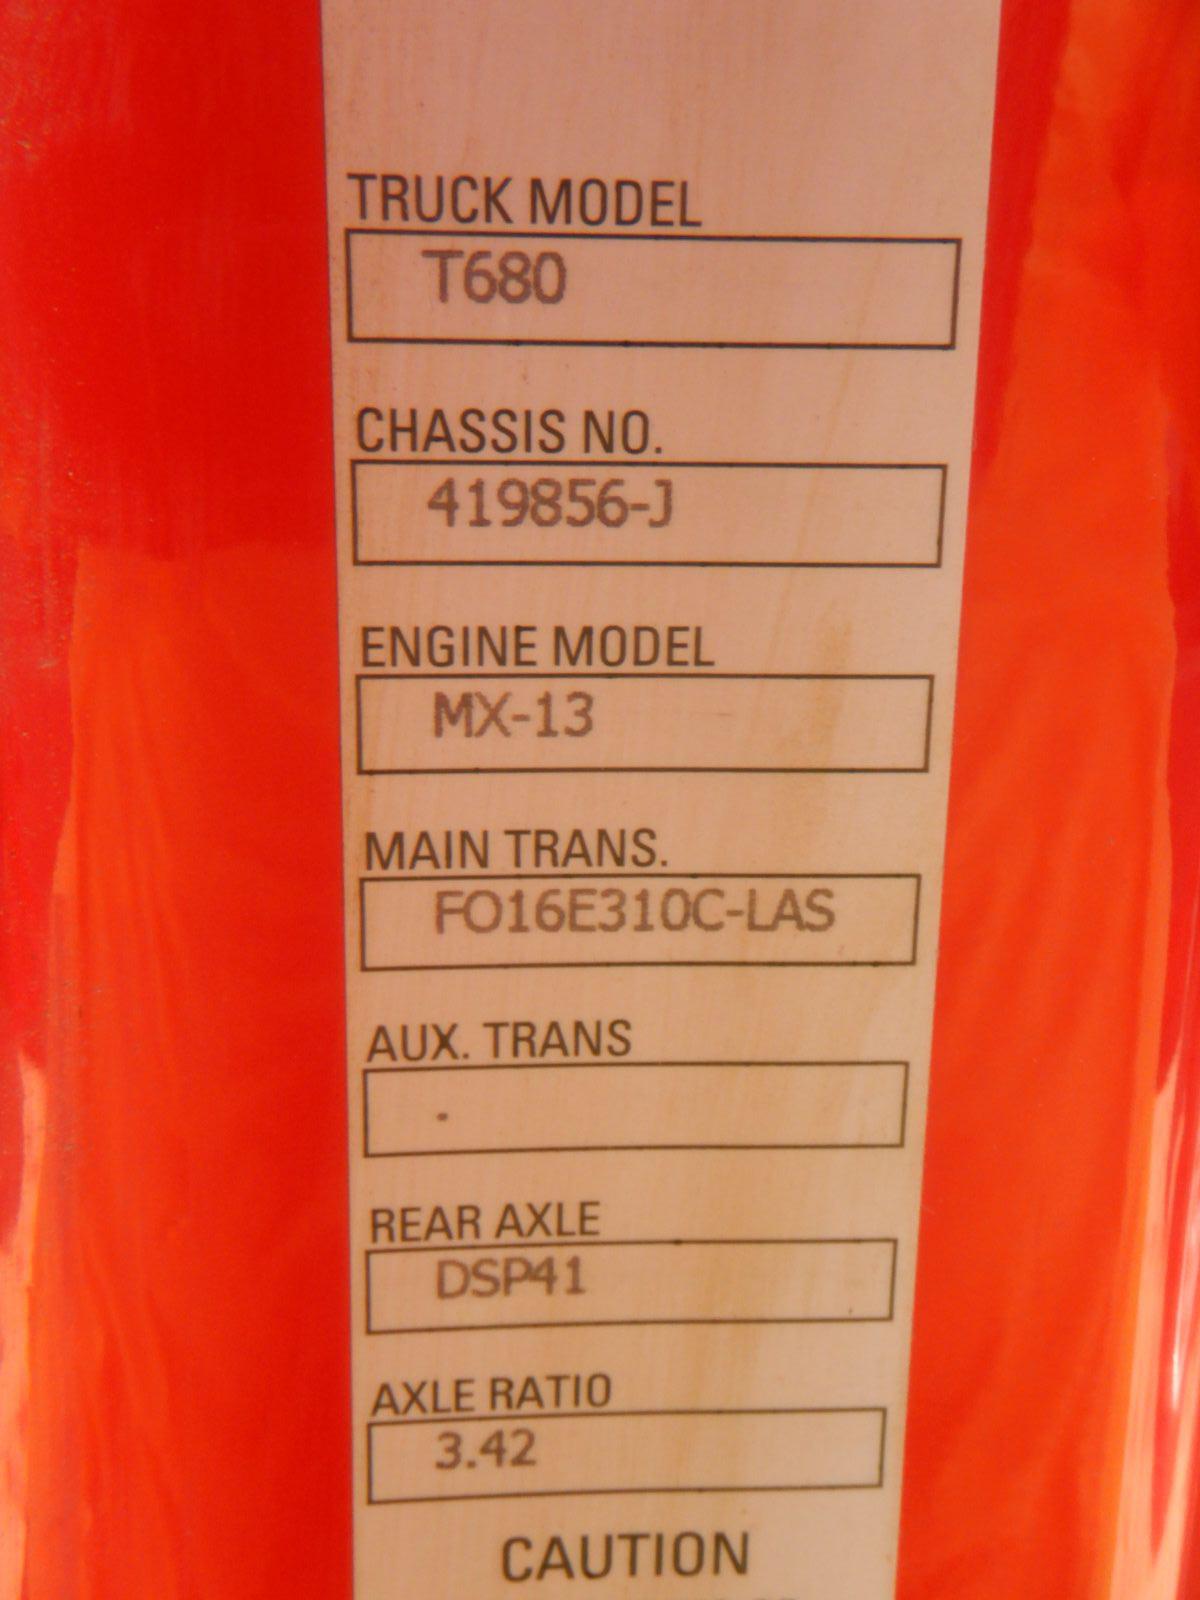 TRUCK MODEL
T680
CHASSIS NO.
419856-J
ENGINE MODEL
MX-13
MAIN TRANS.
FO16E310C-LAS
AUX. TRANS
.
REAR AXLE
DSP41
AXLE RATIO
3.42
CAUTION